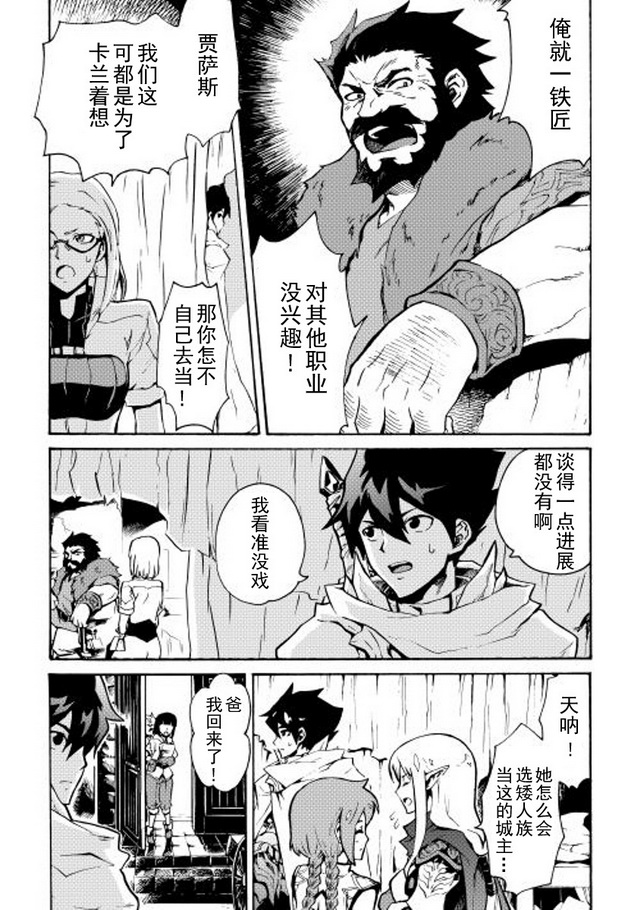 俺就一铁匠
对其他职业
没兴趣！
贾萨斯
我们这
可都是为了
卡兰着想
那你怎不
自己去当！
谈得一点进展
都没有啊
我看准没戏
天呐！
她怎么会
选矮人族
当这的城主…
爸
我回来了！